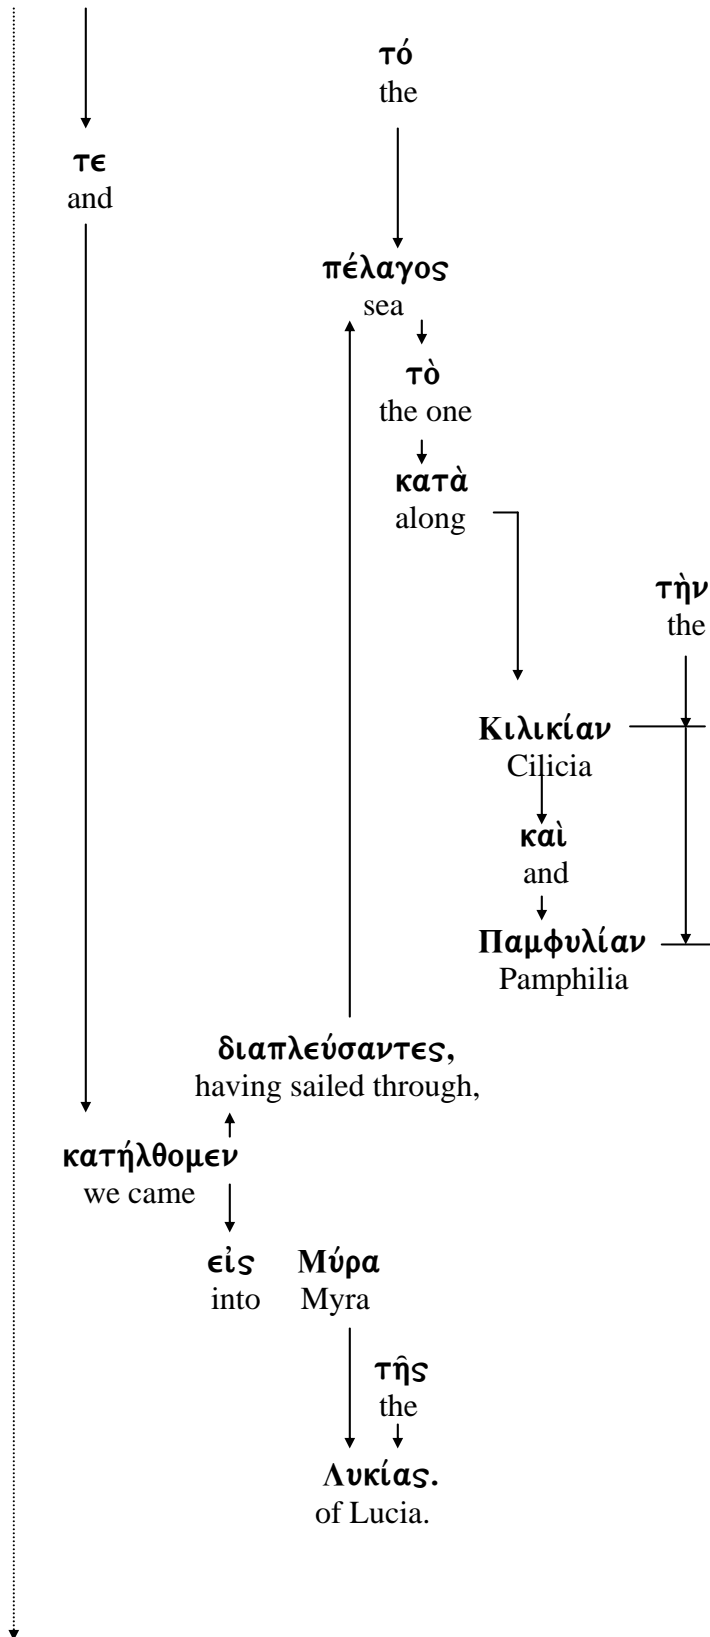 τό
the
τε
and
πέλαγος
sea
τὸ
the one
κατὰ
along
τὴν
the
Κιλικίαν
Cilicia
καὶ
and
Παμφυλίαν
Pamphilia
διαπλεύσαντες,
having sailed through,
κατήλθομεν
we came
εἰς Μύρα
into Myra
τῆς
the
Λυκίας.
of Lucia.